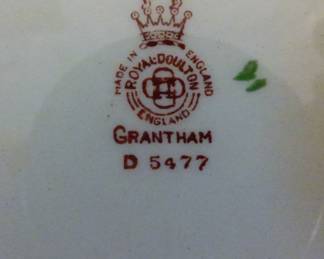 MADE IN ENGLAND
ROYAL·DOULTON
ENGLAND
GRANTHAM
D 5477